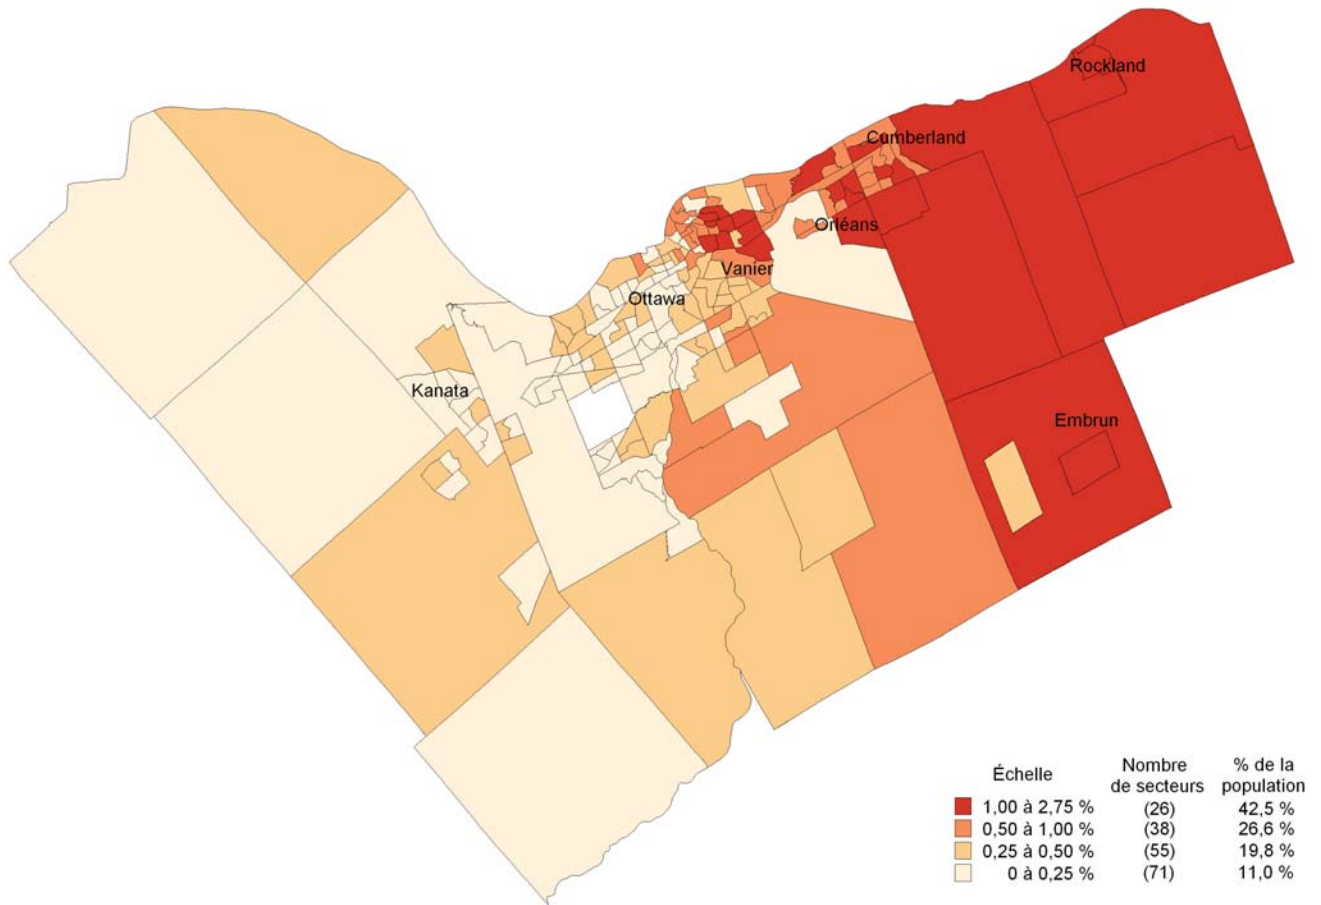 Rockland
Cumberland
Orléans
Vanier
Ottawa
Kanata
Embrun
Échelle Nombre de secteurs % de la population
1,00 à 2,75 % (26) 42,5 %
0,50 à 1,00 % (38) 26,6 %
0,25 à 0,50 % (55) 19,8 %
0 à 0,25 % (71) 11,0 %